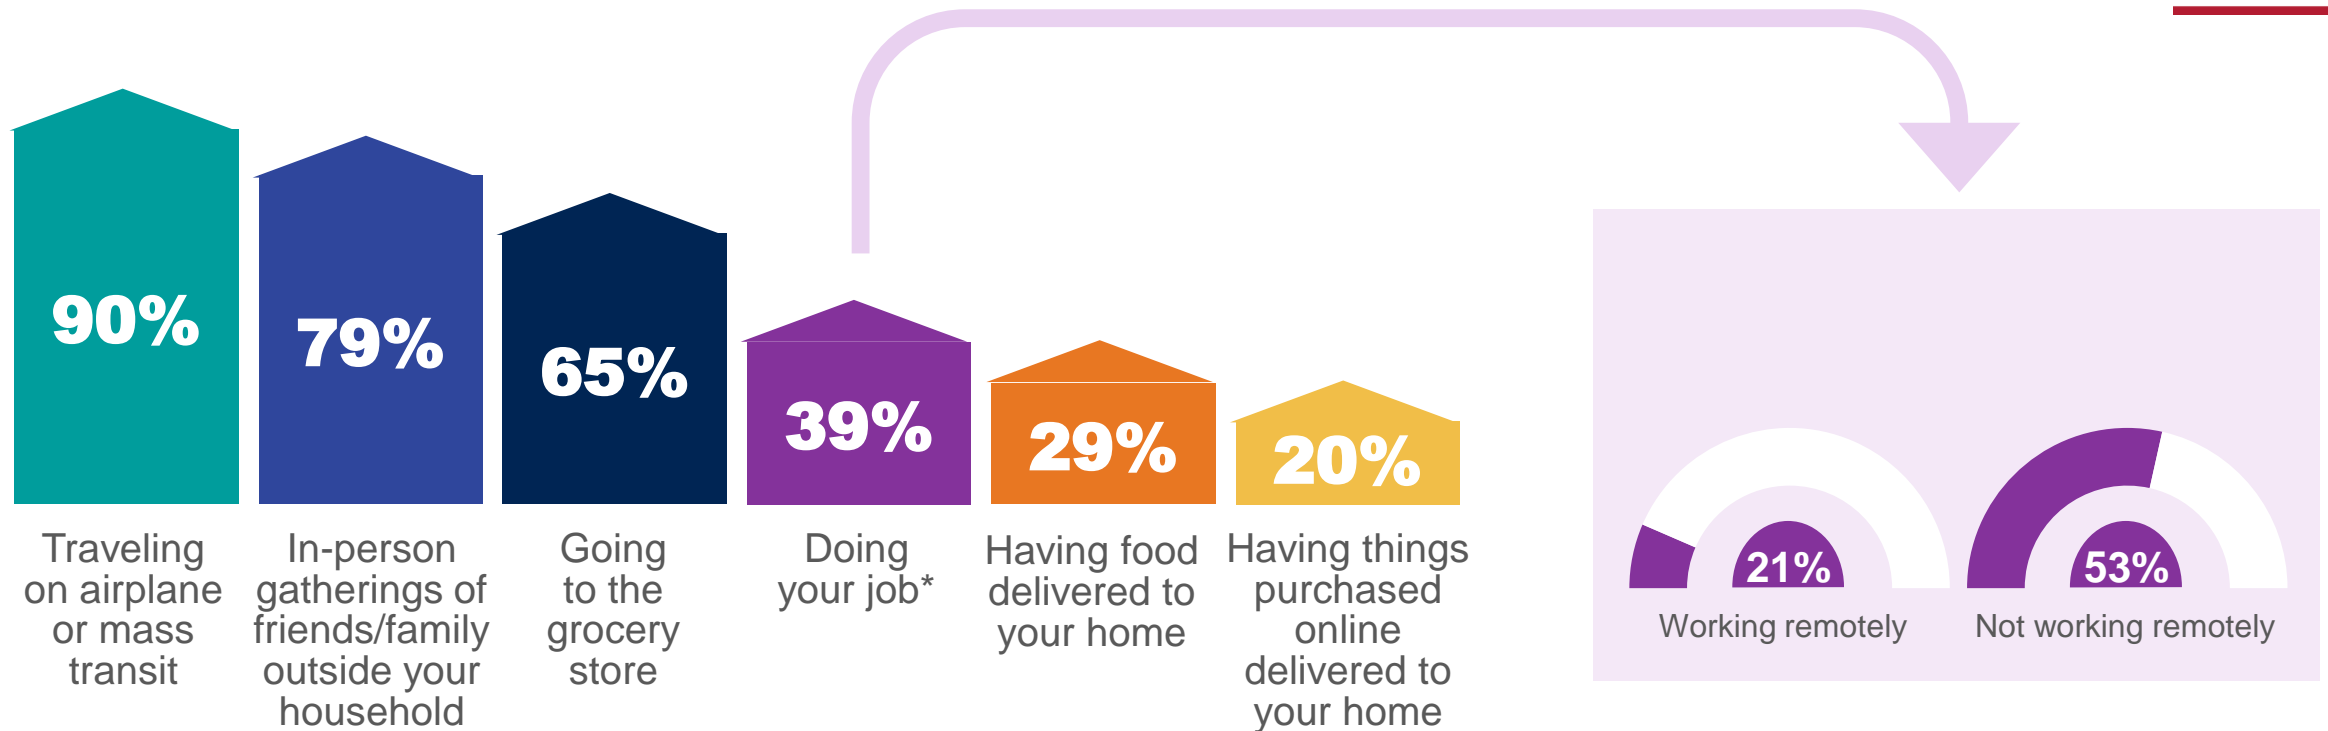 90%
Traveling
on airplane
or mass
transit
79%
In-person
gatherings of
friends/family
outside your
household
65%
Going
to the
grocery
store
39%
Doing
your job*
29%
Having food
delivered to
your home
20%
Having things
purchased
online
delivered to
your home
21%
Working remotely
53%
Not working remotely